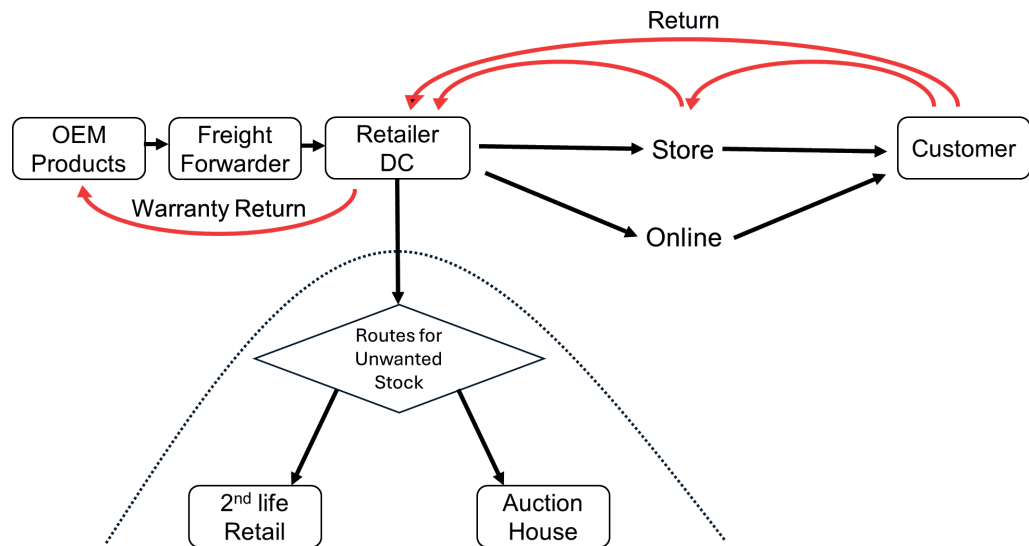 Return
OEM
Products
Freight
Forwarder
Retailer
DC
Store
Customer
Warranty Return
Online
Routes for
Unwanted
Stock
2nd life
Retail
Auction
House